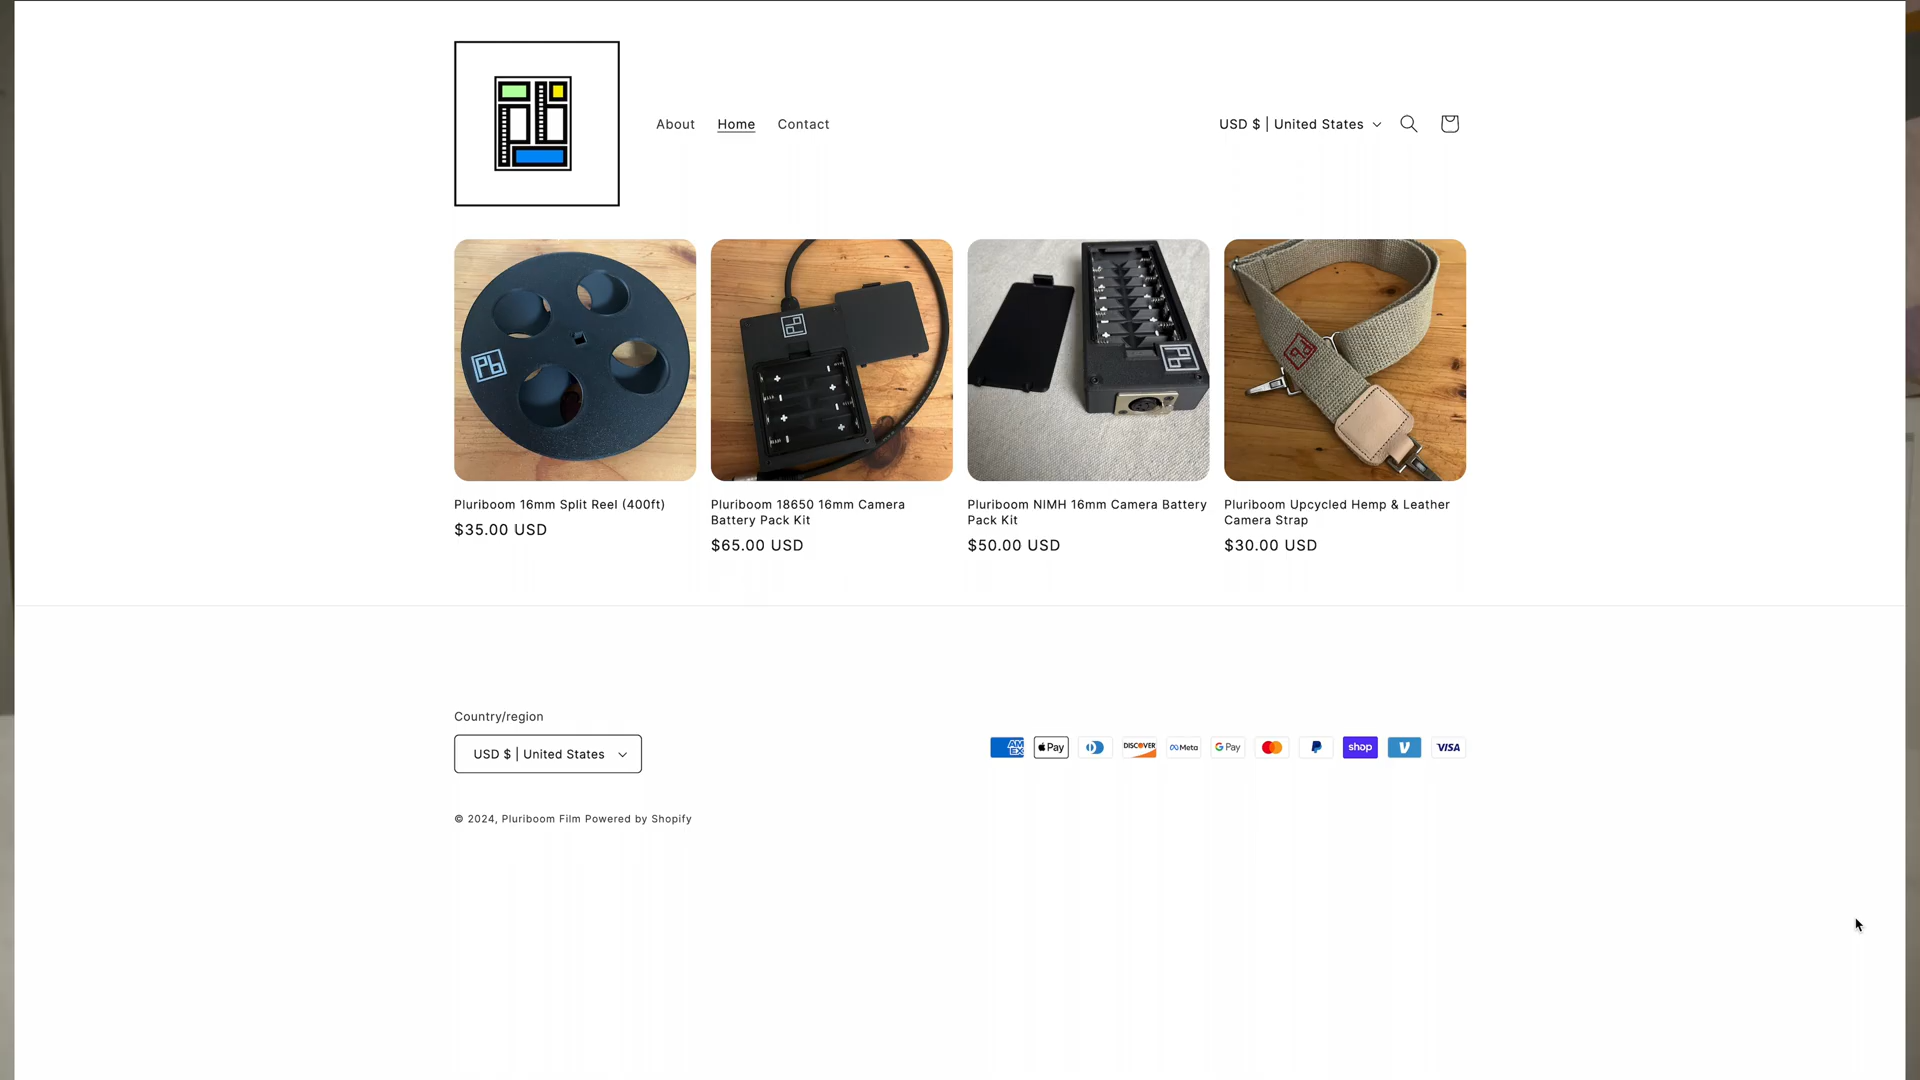 About
Home
Contact
USD $ | United States
Pb
Pluriboom 16mm Split Reel (400ft)
$35.00 USD
Pluriboom 18650 16mm Camera
Battery Pack Kit
$65.00 USD
Pluriboom NIMH 16mm Camera Battery
Pack Kit
$50.00 USD
Pluriboom Upcycled Hemp & Leather
Camera Strap
$30.00 USD
Country/region
USD $ | United States
AM
EX
Pay
DISCOVER
Meta
G Pay
shop
VISA
© 2024, Pluriboom Film Powered by Shopify